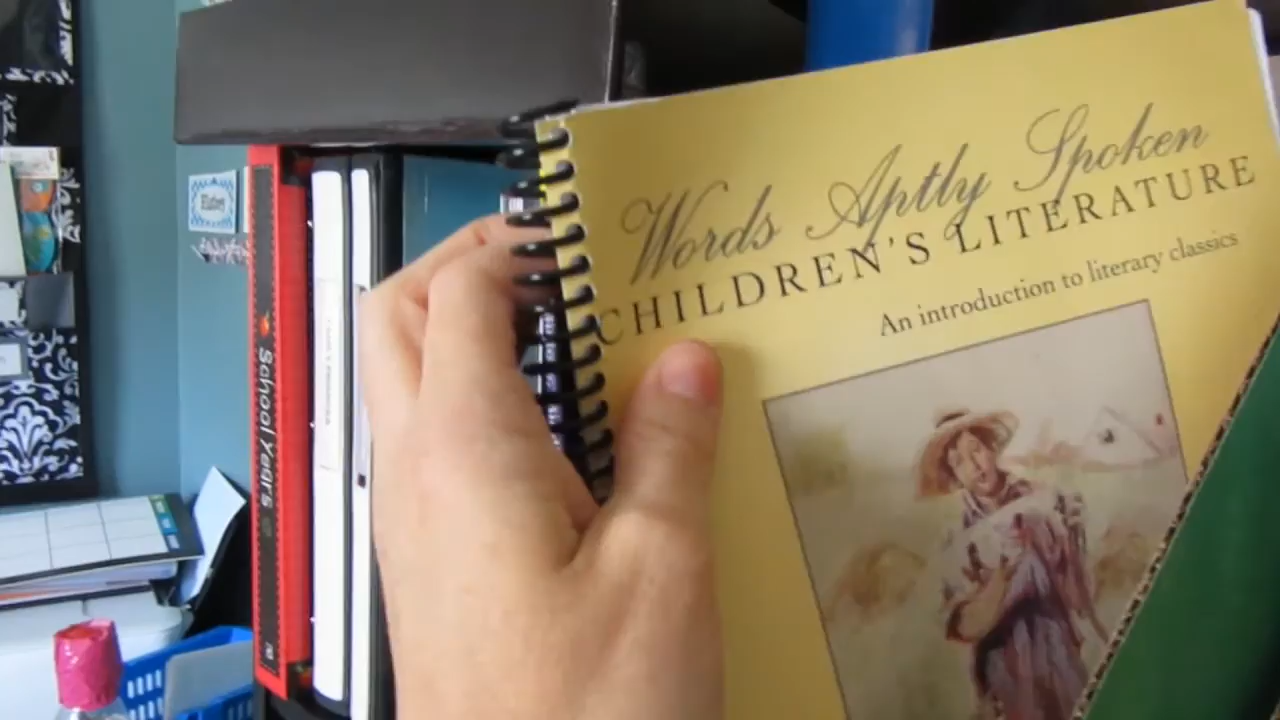 Words Aptly Spoken
CHILDREN'S LITERATURE
An introduction to literary classics
School Years